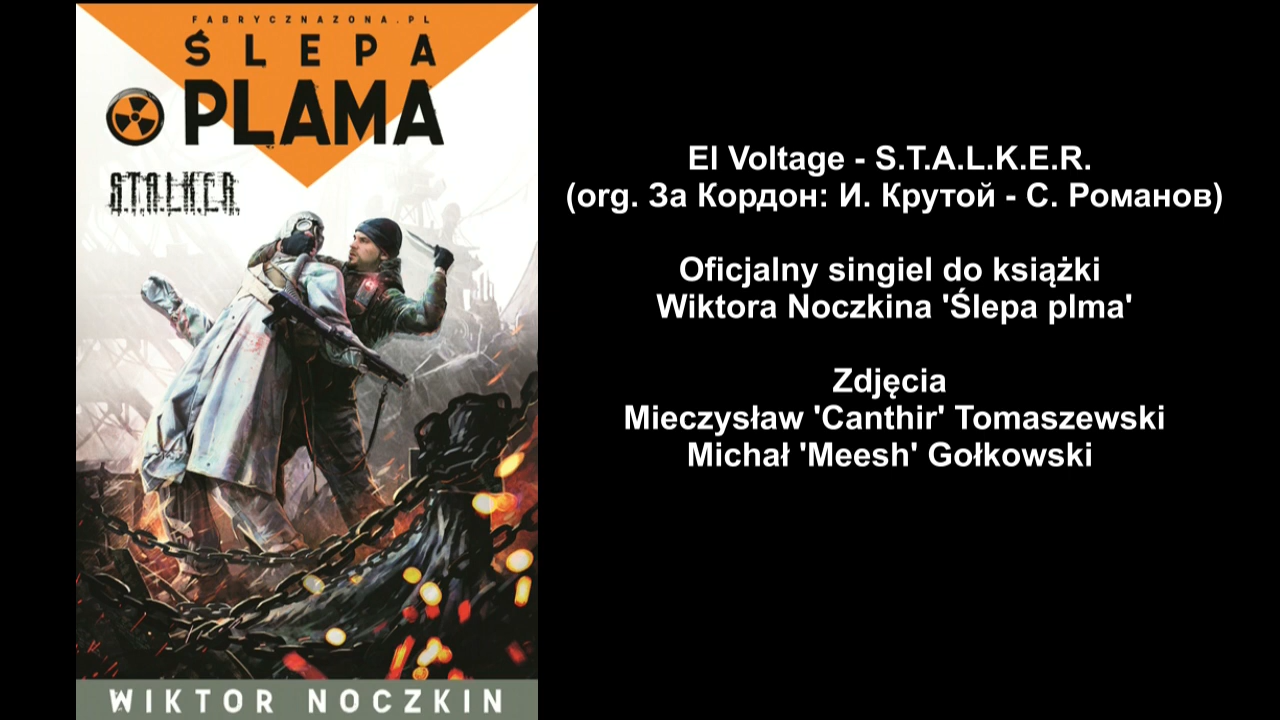 FABRYCZNAZONA.PL
ŚLEPA
PLAMA
S.T.A.L.K.E.R.
WIKTOR NOCZKIN
El Voltage - S.T.A.L.K.E.R.
(org. За Кордон: И. Крутой - С. Романов)
Oficjalny singiel do książki
Wiktora Noczkina 'Ślepa plma'
Zdjęcia
Mieczysław 'Canthir' Tomaszewski
Michał 'Meesh' Gołkowski